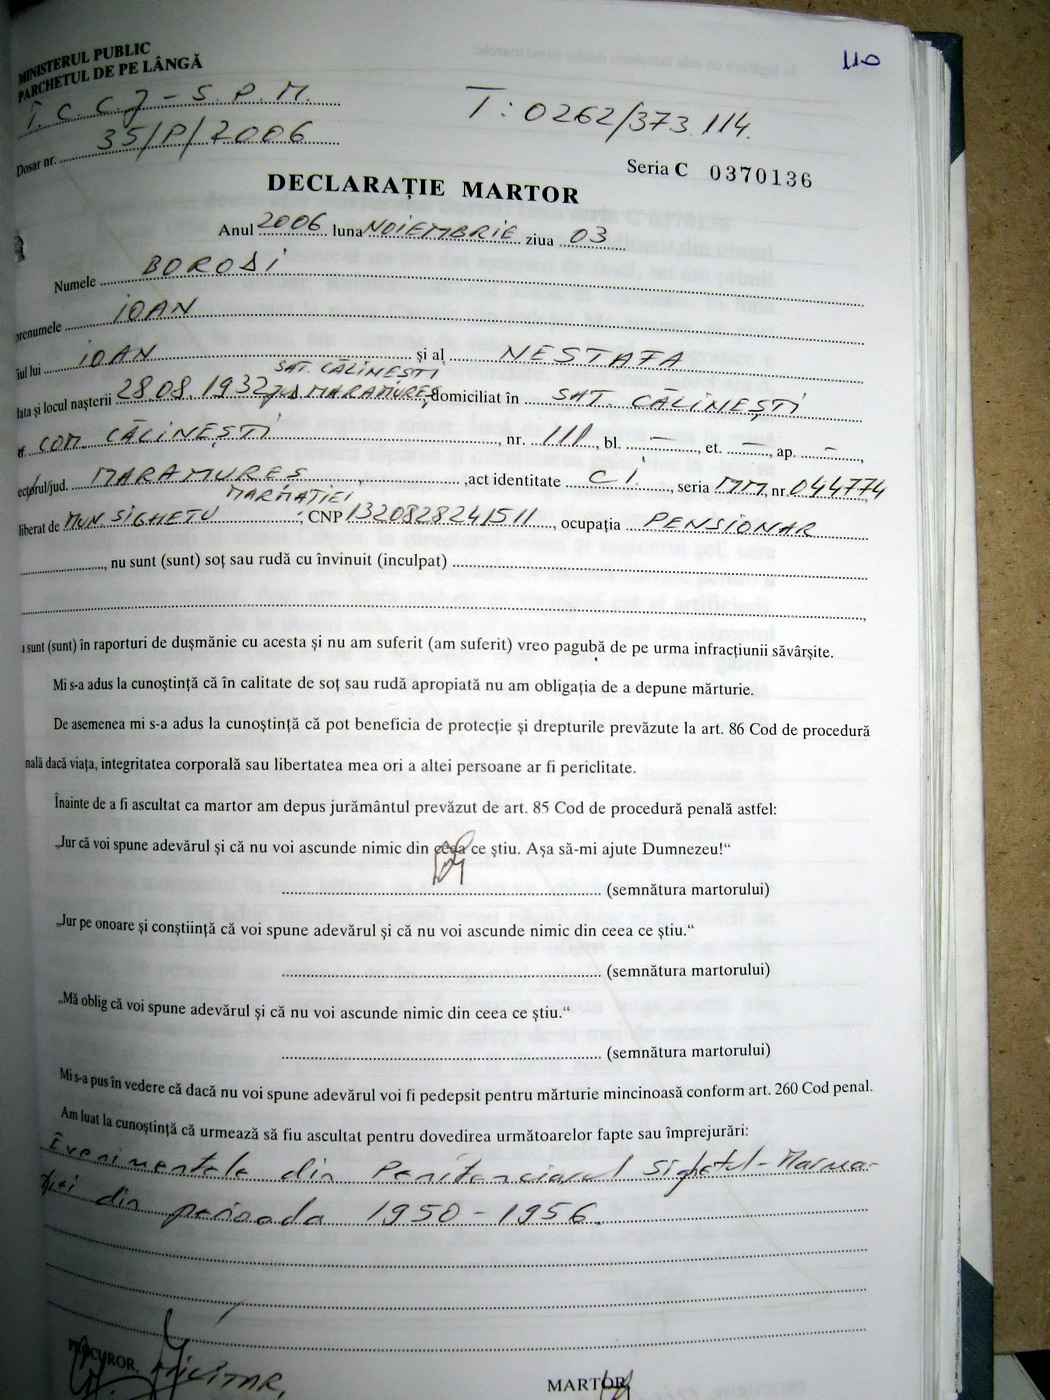 110
MINISTERUL PUBLIC
PARCHETUL DE PE LÂNGĂ
Î.C.C.J - S.P.M. T: 0262/373.114.
Dosar nr. 35/P/2006
Seria C 0370136
DECLARAȚIE MARTOR
Anul 2006 luna NOIEMBRIE ziua 03
Numele BORODI
prenumele IOAN
iul lui IOAN și al NESTAFA
SAT. CĂLINEȘTI
data și locul nașterii 28.08.1932, Jud MARAMUREȘ, domiciliat în SAT. CĂLINEȘTI
COM. CĂLINEȘTI, nr. 111, bl. —, et. —, ap. —,
ectorul/jud. MARAMUREȘ, act identitate C.I., seria MM, nr 044774
MARMAȚIEI
liberat de MUN SIGHETU, CNP 1320828241511, ocupația PENSIONAR
, nu sunt (sunt) soț sau rudă cu învinuit (inculpat)
,
sunt (sunt) în raporturi de dușmănie cu acesta și nu am suferit (am suferit) vreo pagubă de pe urma infracțiunii săvârșite.
Mi s-a adus la cunoștință că în calitate de soț sau rudă apropiată nu am obligația de a depune mărturie.
De asemenea mi s-a adus la cunoștință că pot beneficia de protecție și drepturile prevăzute la art. 86 Cod de procedură
nală dacă viața, integritatea corporală sau libertatea mea ori a altei persoane ar fi periclitate.
Înainte de a fi ascultat ca martor am depus jurământul prevăzut de art. 85 Cod de procedură penală astfel:
„Jur că voi spune adevărul și că nu voi ascunde nimic din ceea ce știu. Așa să-mi ajute Dumnezeu!“
(semnătura martorului)
„Jur pe onoare și conștiință că voi spune adevărul și că nu voi ascunde nimic din ceea ce știu.“
(semnătura martorului)
„Mă oblig că voi spune adevărul și că nu voi ascunde nimic din ceea ce știu.“
(semnătura martorului)
Mi s-a pus în vedere că dacă nu voi spune adevărul voi fi pedepsit pentru mărturie mincinoasă conform art. 260 Cod penal.
Am luat la cunoștință că urmează să fiu ascultat pentru dovedirea următoarelor fapte sau împrejurări:
Evenimentele din Penitenciarul Sighetul-Marma-
ției din perioada 1950-1956.
PROCUROR, MILITAR,
MARTOR